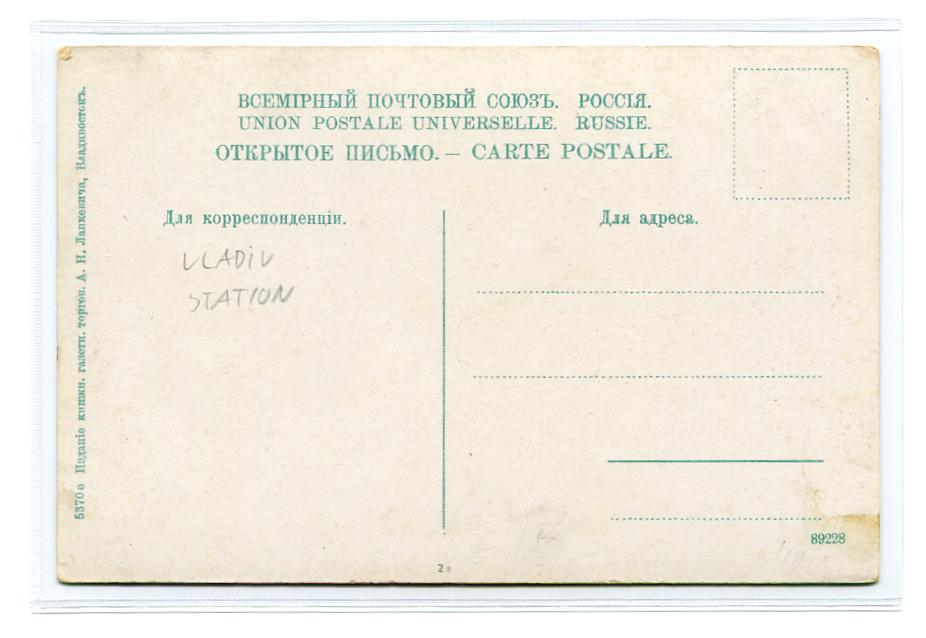 ВСЕМІРНЫЙ ПОЧТОВЫЙ СОЮЗЪ. РОССІЯ.
UNION POSTALE UNIVERSELLE. RUSSIE.
ОТКРЫТОЕ ПИСЬМО. — CARTE POSTALE.
Для корреспонденціи.
Для адреса.
VLADIV
STATION
5370 Изданіе книжн. газетн. торгов. А. Н. Лапкевича, Владивостокъ.
89228